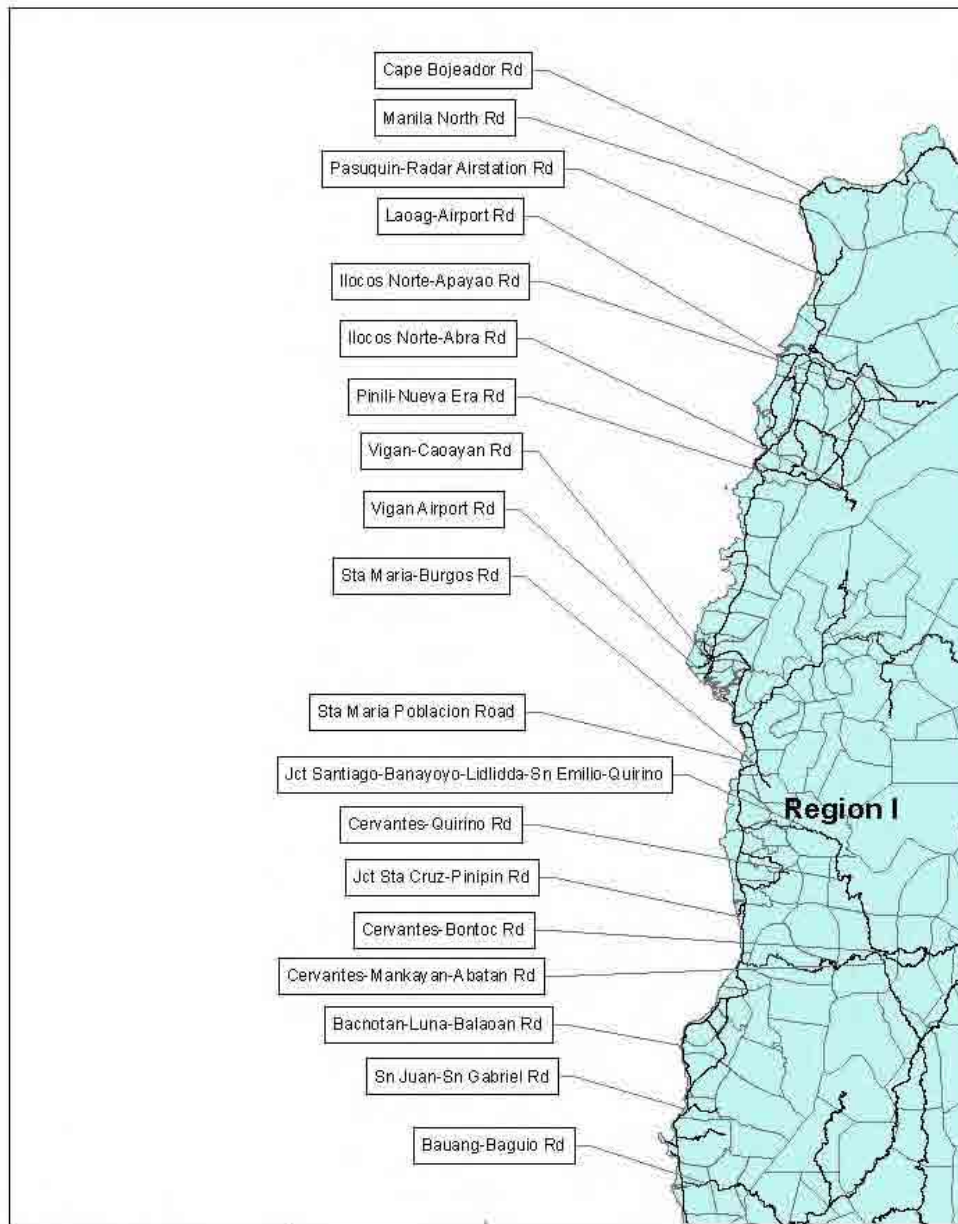 Cape Bojeador Rd
Manila North Rd
Pasuquin-Radar Airstation Rd
Laoag-Airport Rd
Ilocos Norte-Apayao Rd
Ilocos Norte-Abra Rd
Pinili-Nueva Era Rd
Vigan-Caoayan Rd
Vigan Airport Rd
Sta Maria-Burgos Rd
Sta Maria Poblacion Road
Jct Santiago-Banayoyo-Lidlidda-Sn Emilio-Quirino
Region I
Cervantes-Quirino Rd
Jct Sta Cruz-Pinipin Rd
Cervantes-Bontoc Rd
Cervantes-Mankayan-Abatan Rd
Bacnotan-Luna-Balaoan Rd
Sn Juan-Sn Gabriel Rd
Bauang-Baguio Rd